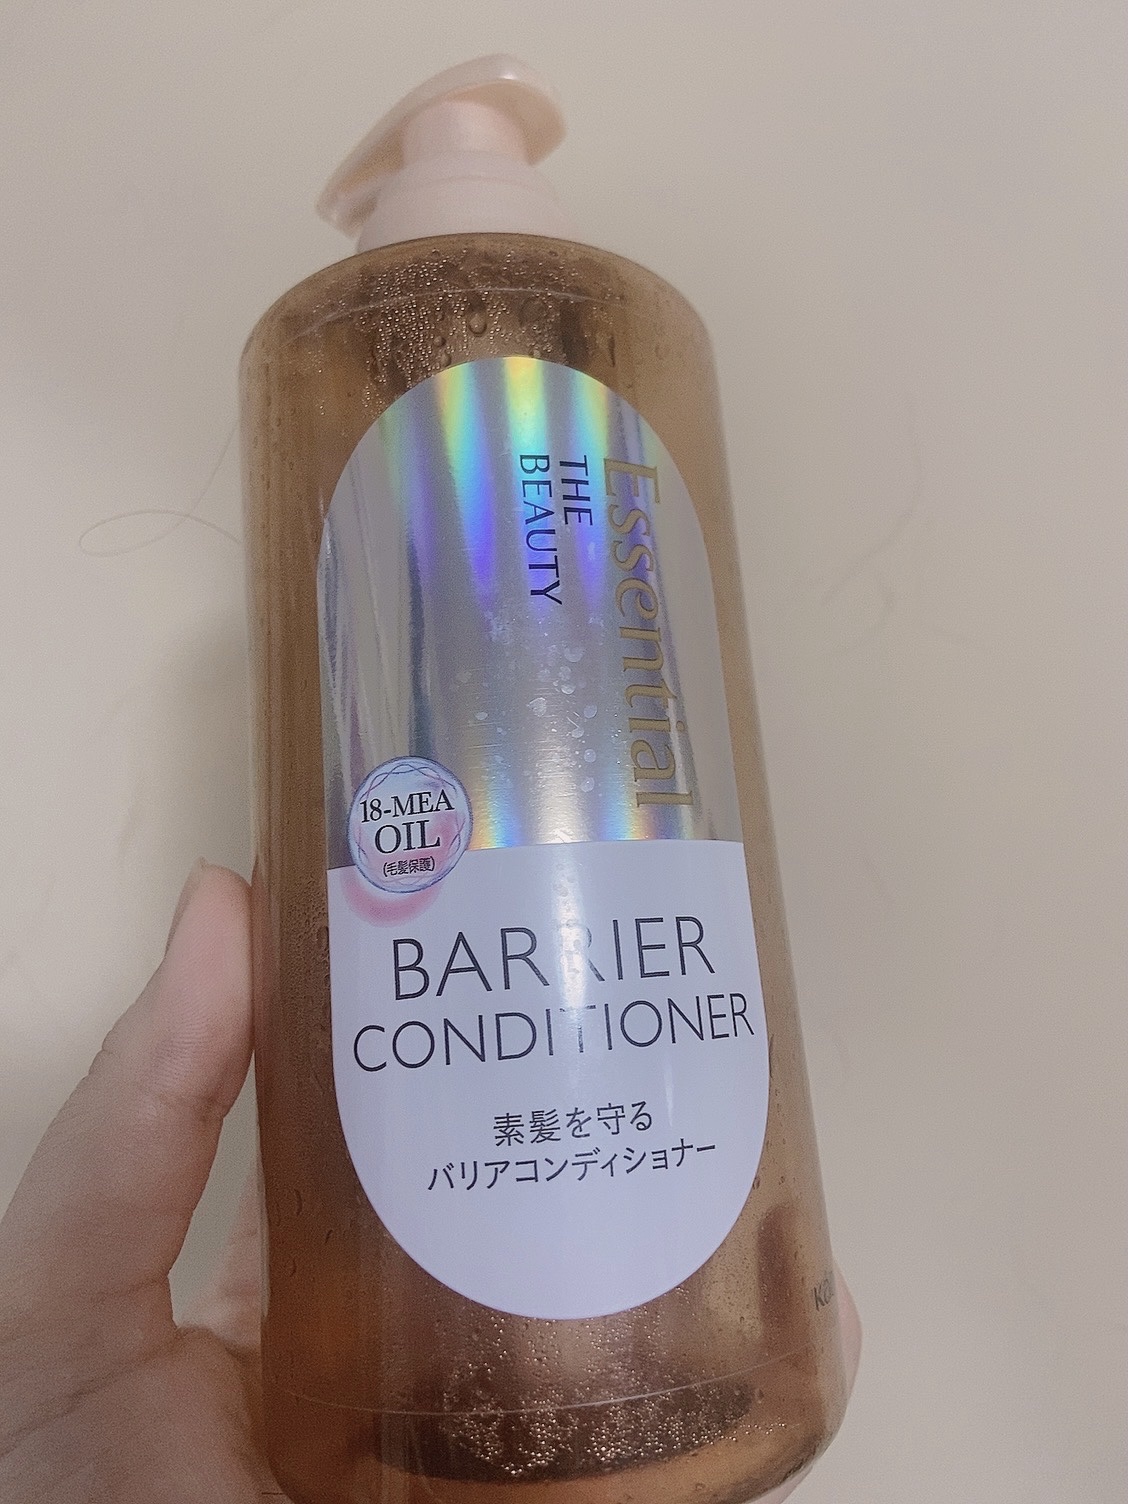 Essential
THE
BEAUTY
18-MEA
OIL
(毛髪保護)
BARRIER
CONDITIONER
素髪を守る
バリアコンディショナー